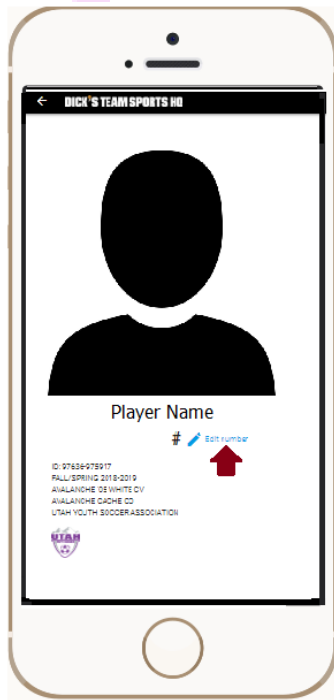 DICK'S TEAM SPORTS HQ
Player Name
# Edit number
ID: 97636-975917
FALL/SPRING 2018-2019
AVALANCHE 05 WHITE CV
AVALANCHE CACHE CO
UTAH YOUTH SOCCER ASSOCIATION
UTAH